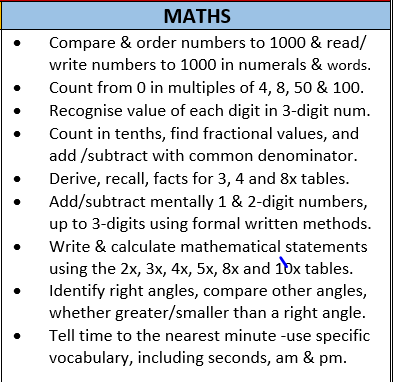 MATHS
• Compare & order numbers to 1000 & read/
write numbers to 1000 in numerals & words.
• Count from 0 in multiples of 4, 8, 50 & 100.
• Recognise value of each digit in 3-digit num.
• Count in tenths, find fractional values, and
add /subtract with common denominator.
• Derive, recall, facts for 3, 4 and 8x tables.
• Add/subtract mentally 1 & 2-digit numbers,
up to 3-digits using formal written methods.
• Write & calculate mathematical statements
using the 2x, 3x, 4x, 5x, 8x and 10x tables.
• Identify right angles, compare other angles,
whether greater/smaller than a right angle.
• Tell time to the nearest minute -use specific
vocabulary, including seconds, am & pm.